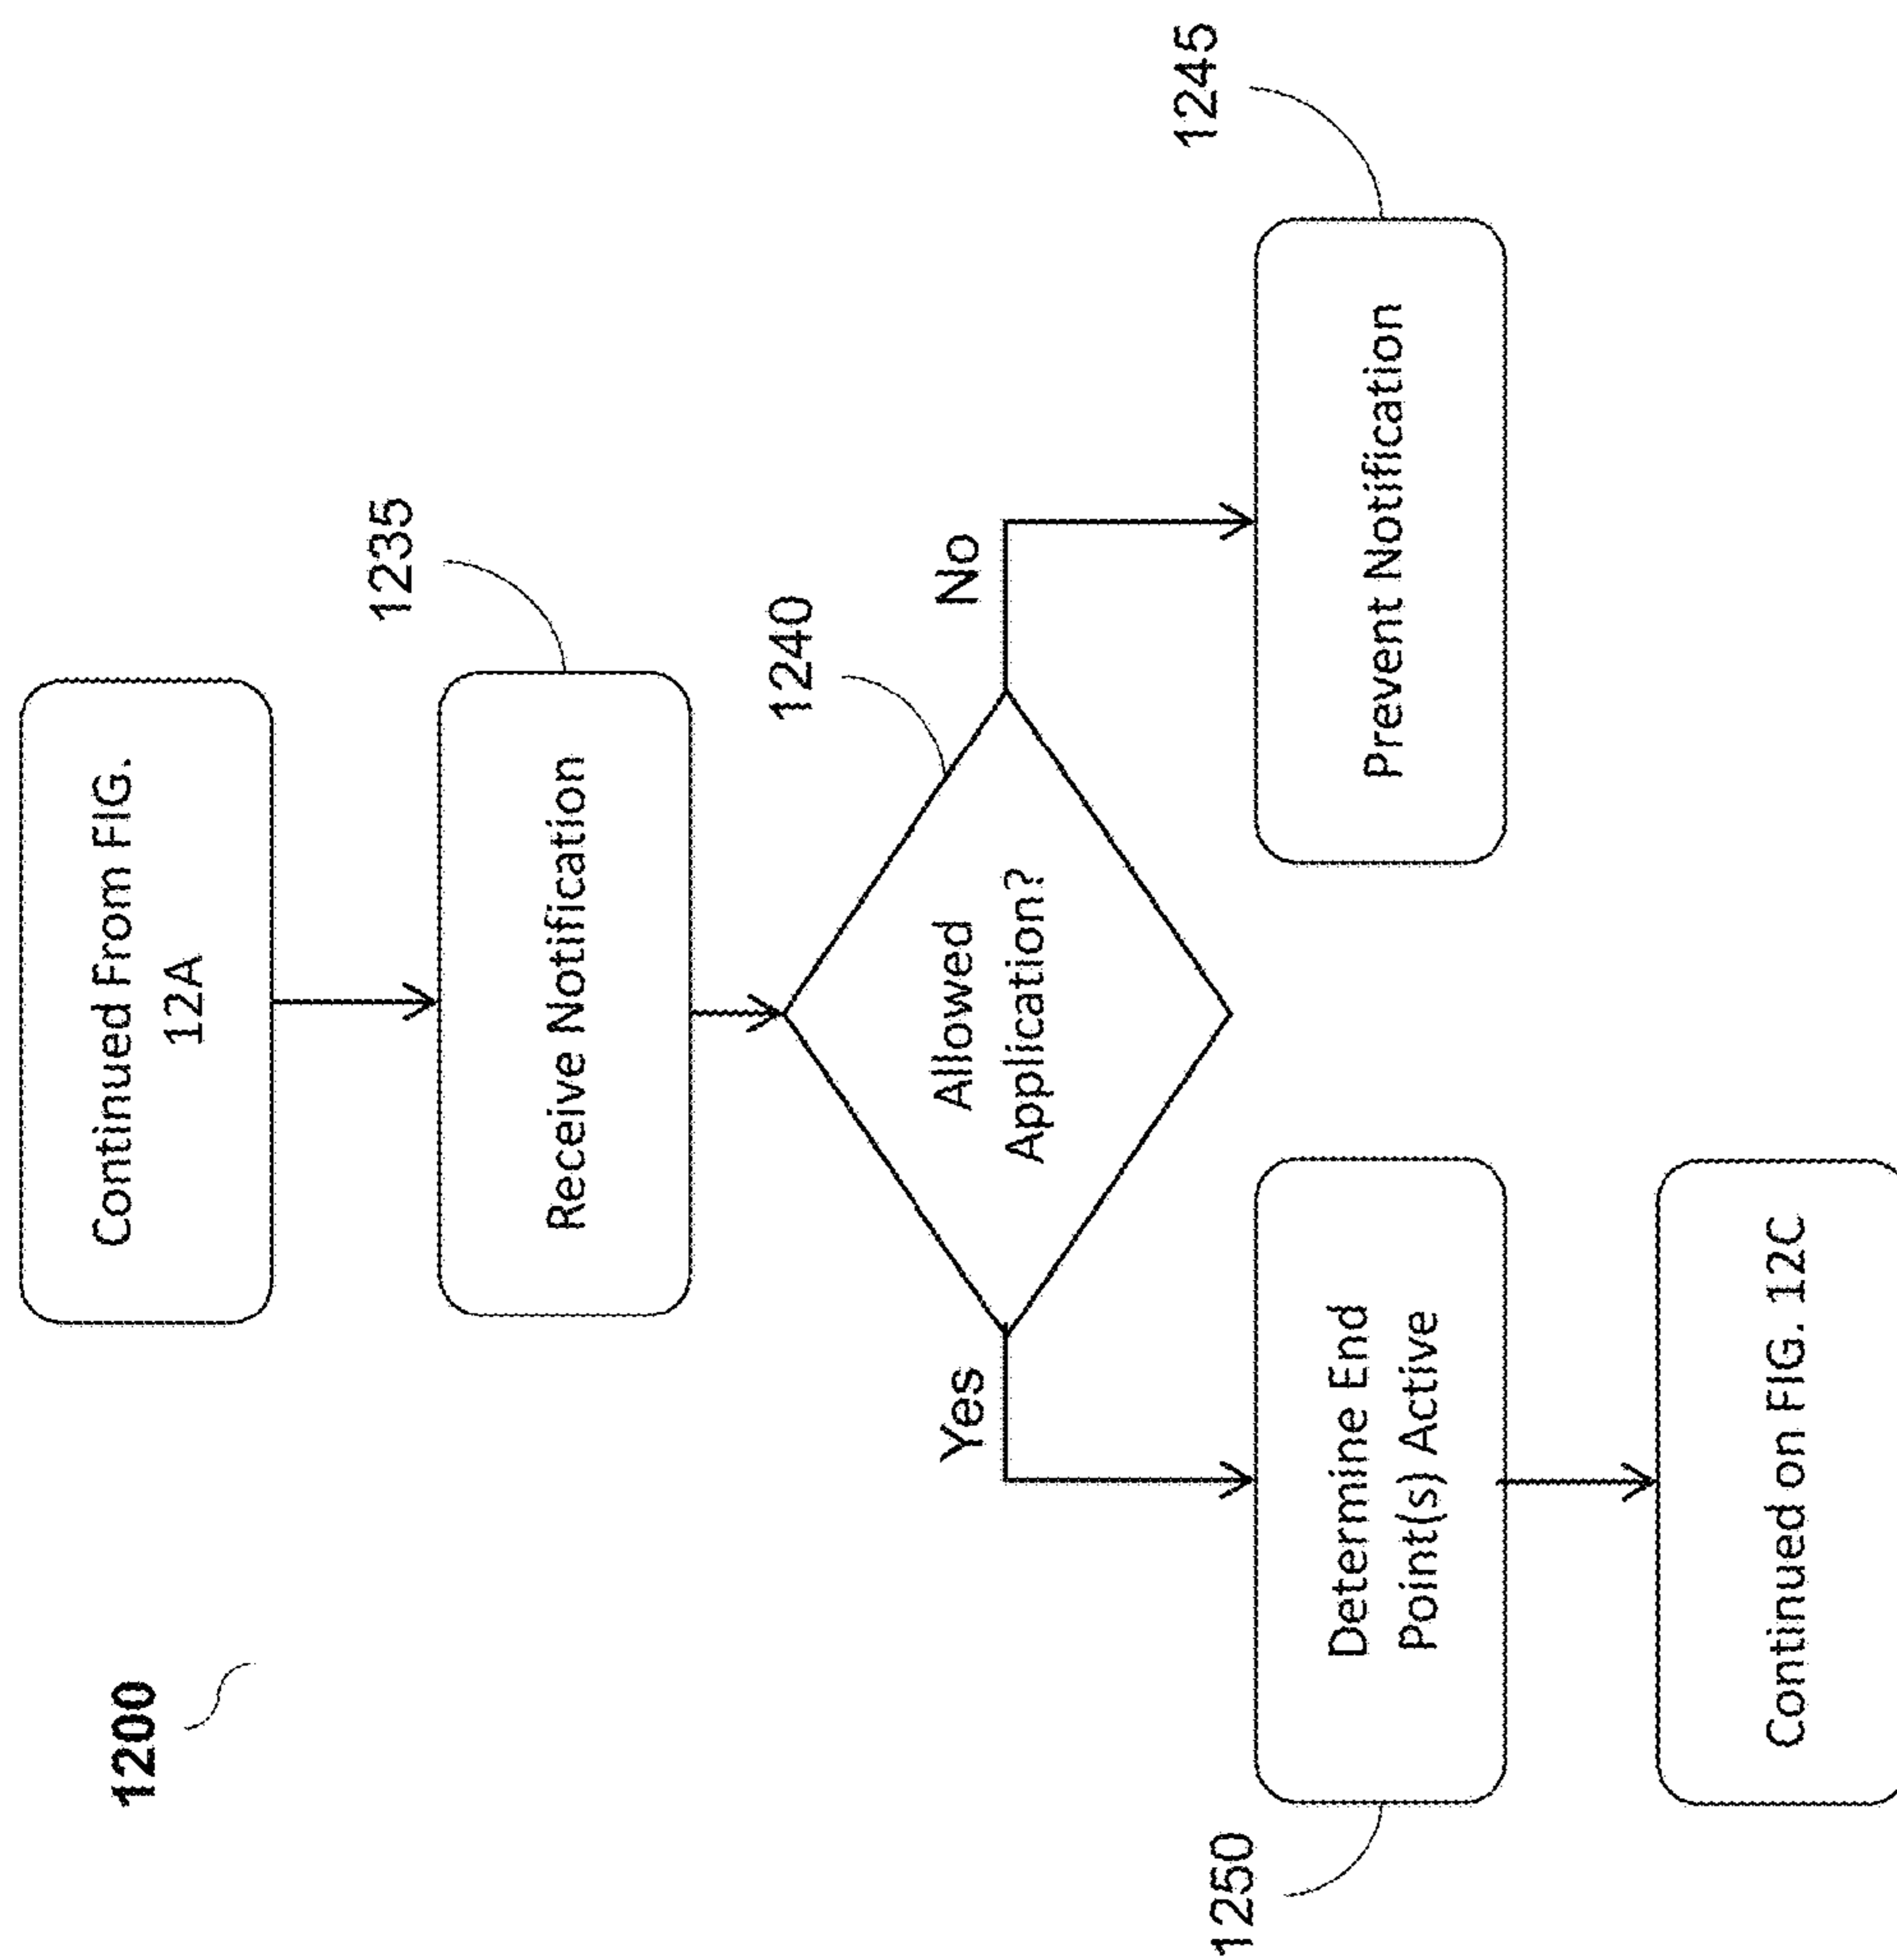 1200
Continued From FIG.
12A
1235
Receive Notification
1240
Allowed
Application?
Yes
No
1245
Prevent Notification
1250
Determine End
Point(s) Active
Continued on FIG. 12C